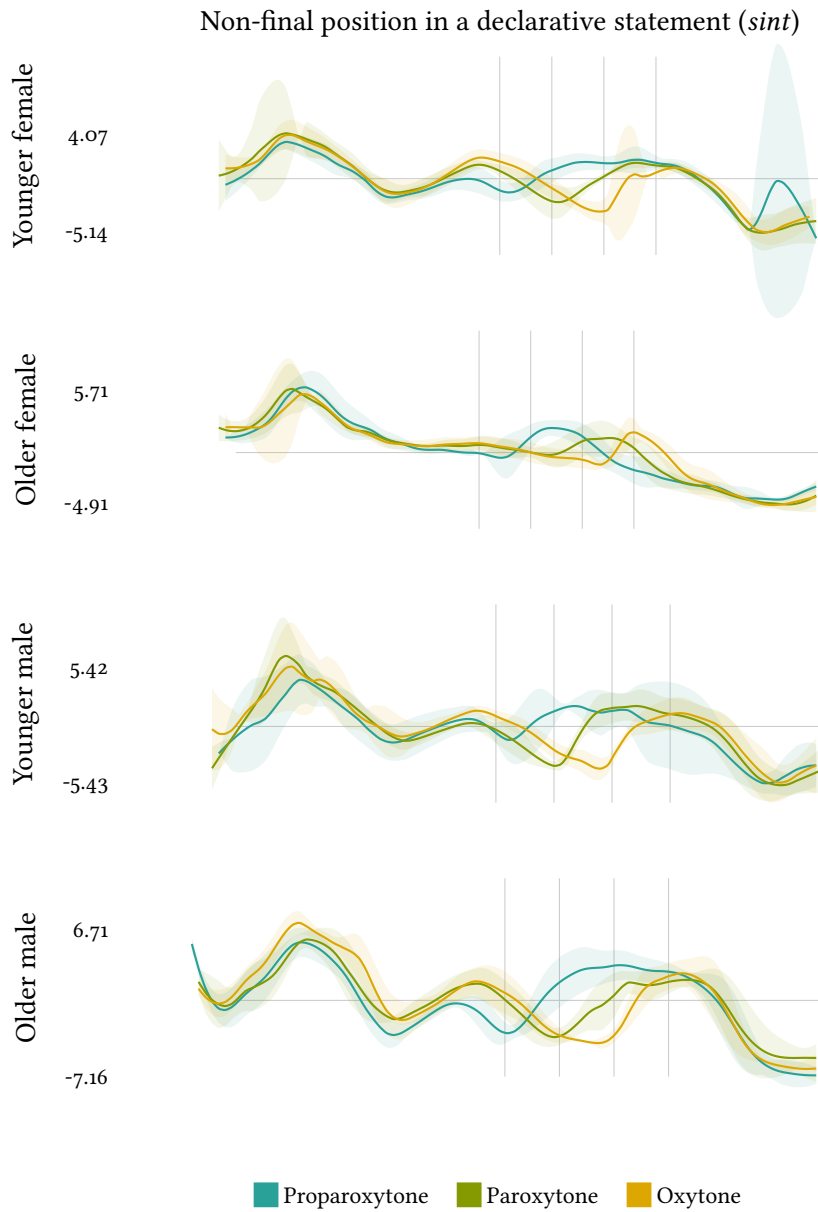 Non-final position in a declarative statement (sint)
Younger female
4.07
-5.14
Older female
5.71
-4.91
Younger male
5.42
-5.43
Older male
6.71
-7.16
Proparoxytone
Paroxytone
Oxytone